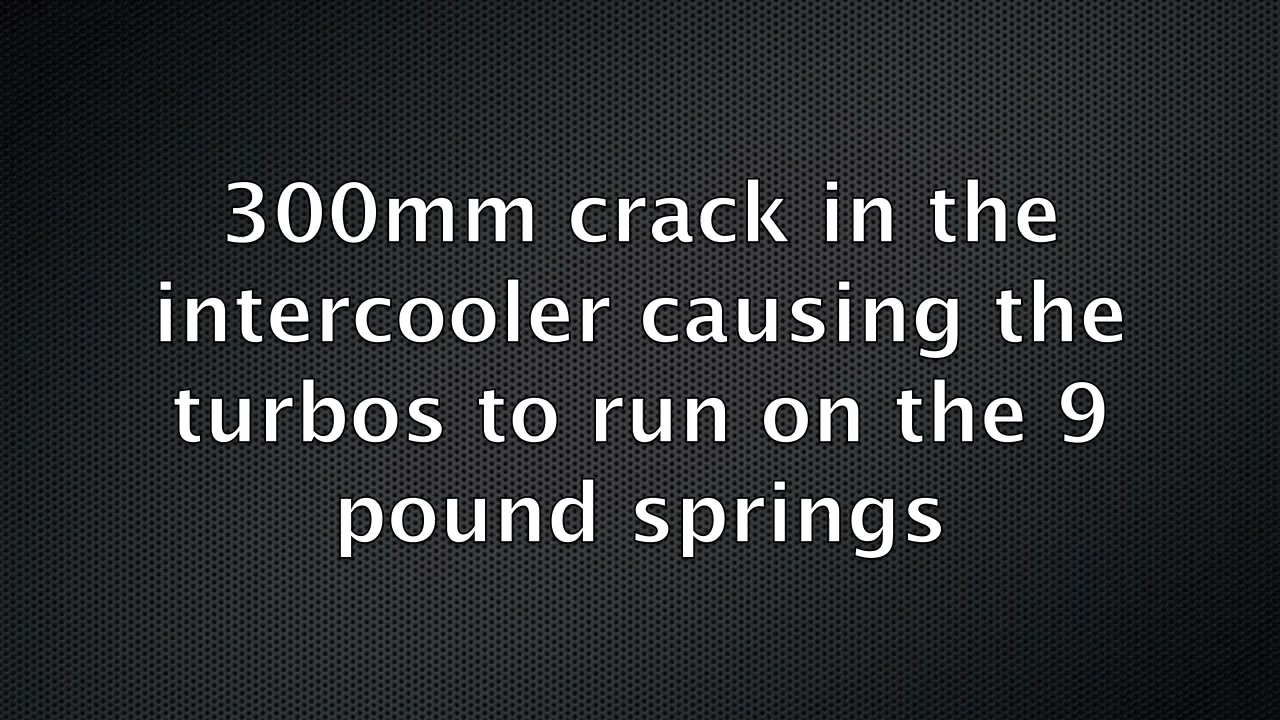 300mm crack in the
intercooler causing the
turbos to run on the 9
pound springs